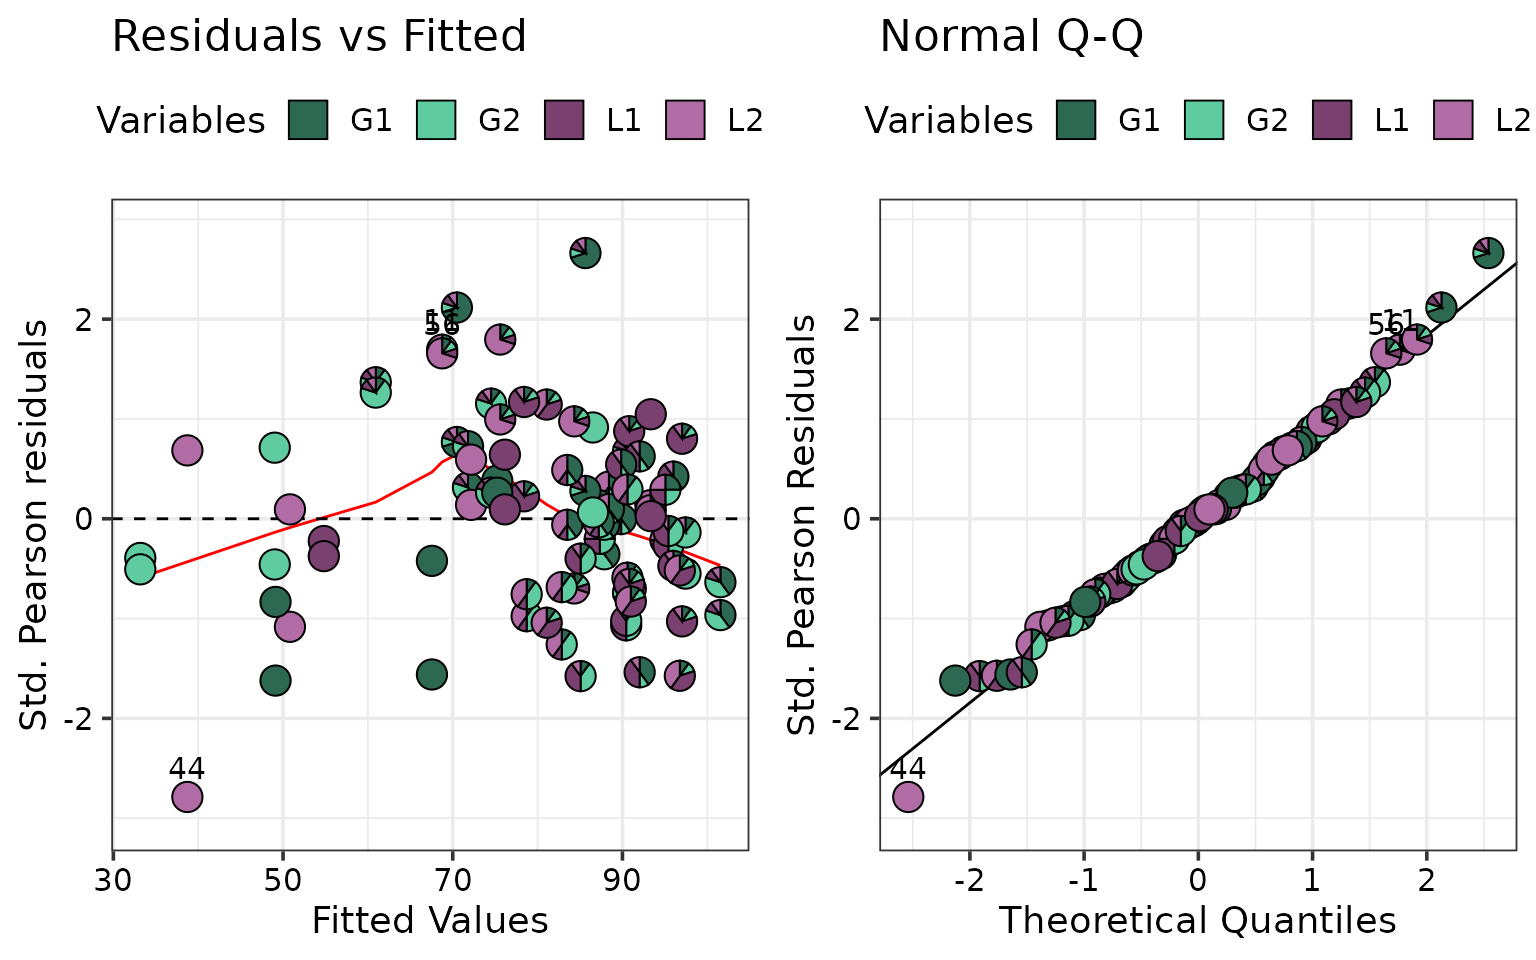 Residuals vs Fitted
Variables G1 G2 L1 L2
Std. Pearson residuals
2
0
-2
44
30 50 70 90
Fitted Values
Normal Q-Q
Variables G1 G2 L1 L2
Std. Pearson Residuals
2
0
-2
56
11
44
-2 -1 0 1 2
Theoretical Quantiles